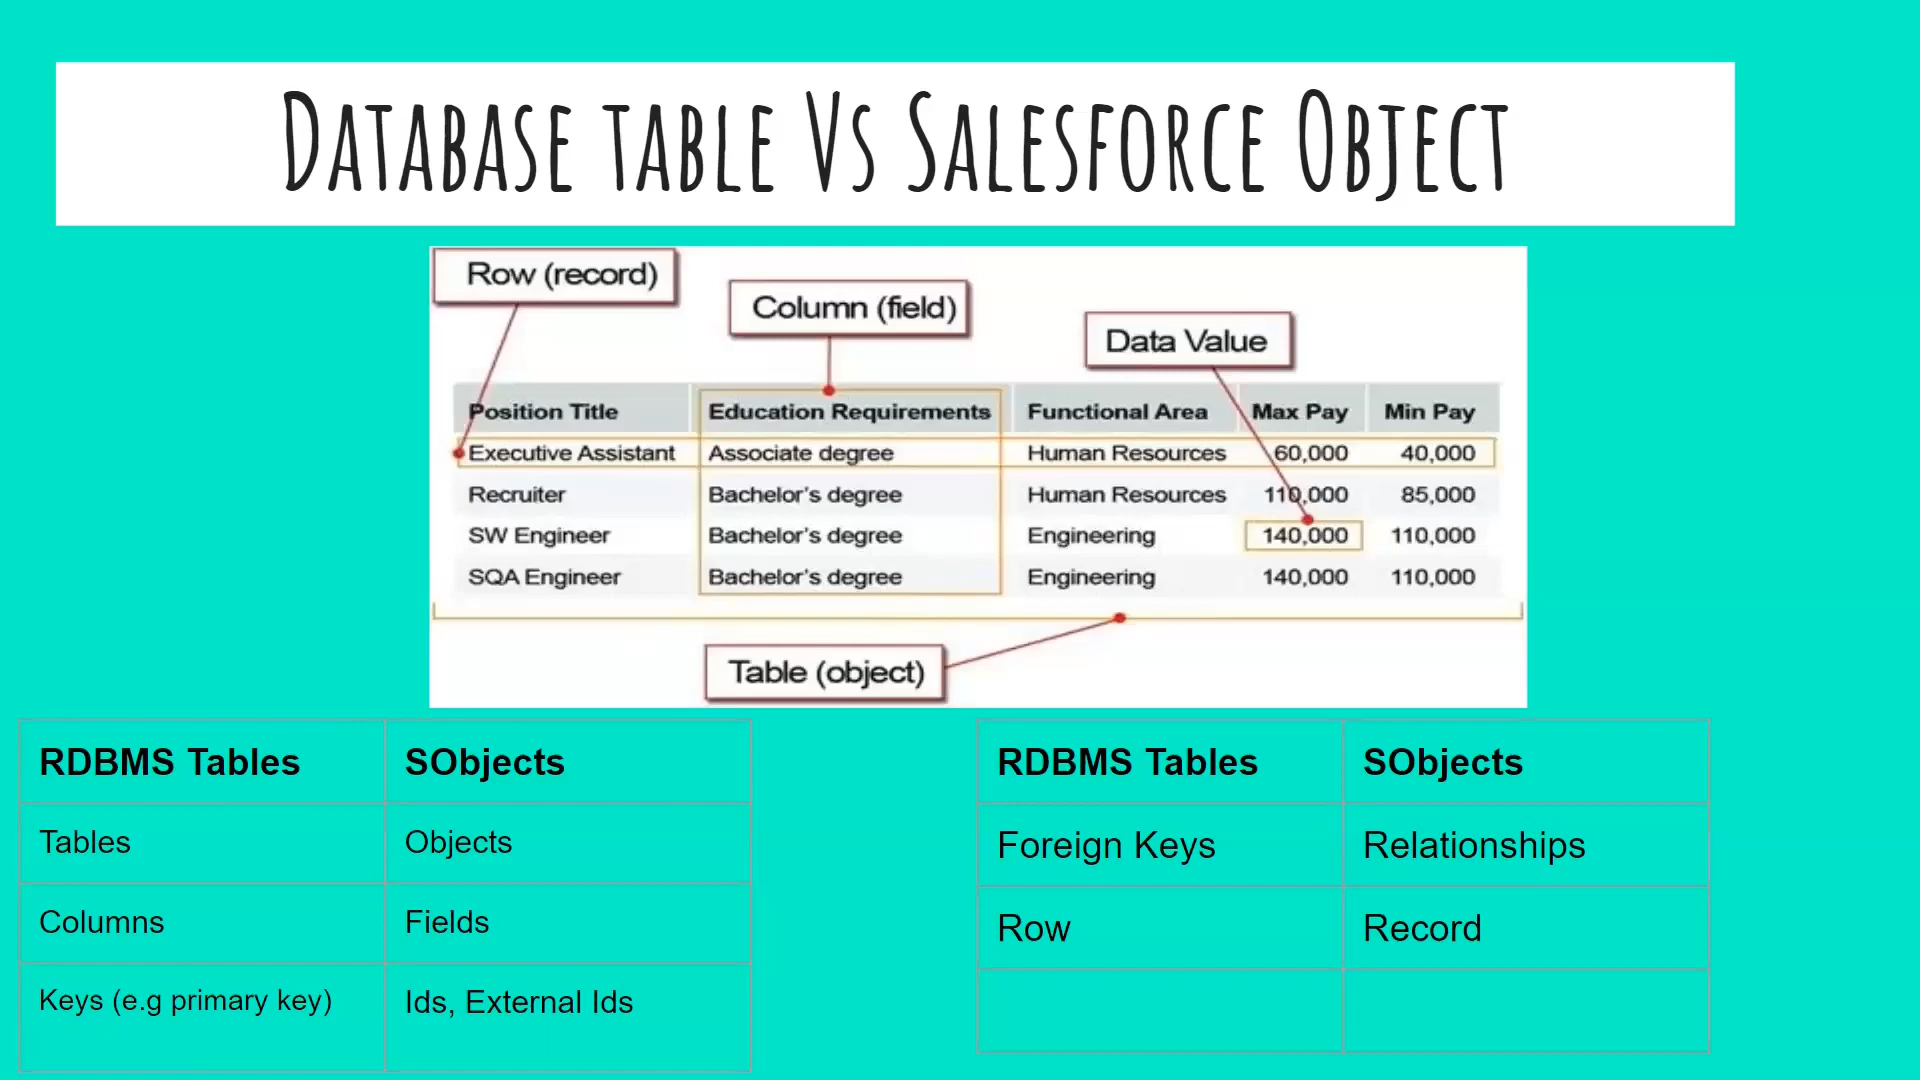 Database table Vs Salesforce Object
Row (record)
Column (field)
Data Value
Position Title Education Requirements Functional Area Max Pay Min Pay
Executive Assistant Associate degree Human Resources 60,000 40,000
Recruiter Bachelor's degree Human Resources 110,000 85,000
SW Engineer Bachelor's degree Engineering 140,000 110,000
SQA Engineer Bachelor's degree Engineering 140,000 110,000
Table (object)
RDBMS Tables SObjects
Tables Objects
Columns Fields
Keys (e.g primary key) Ids, External Ids
RDBMS Tables SObjects
Foreign Keys Relationships
Row Record